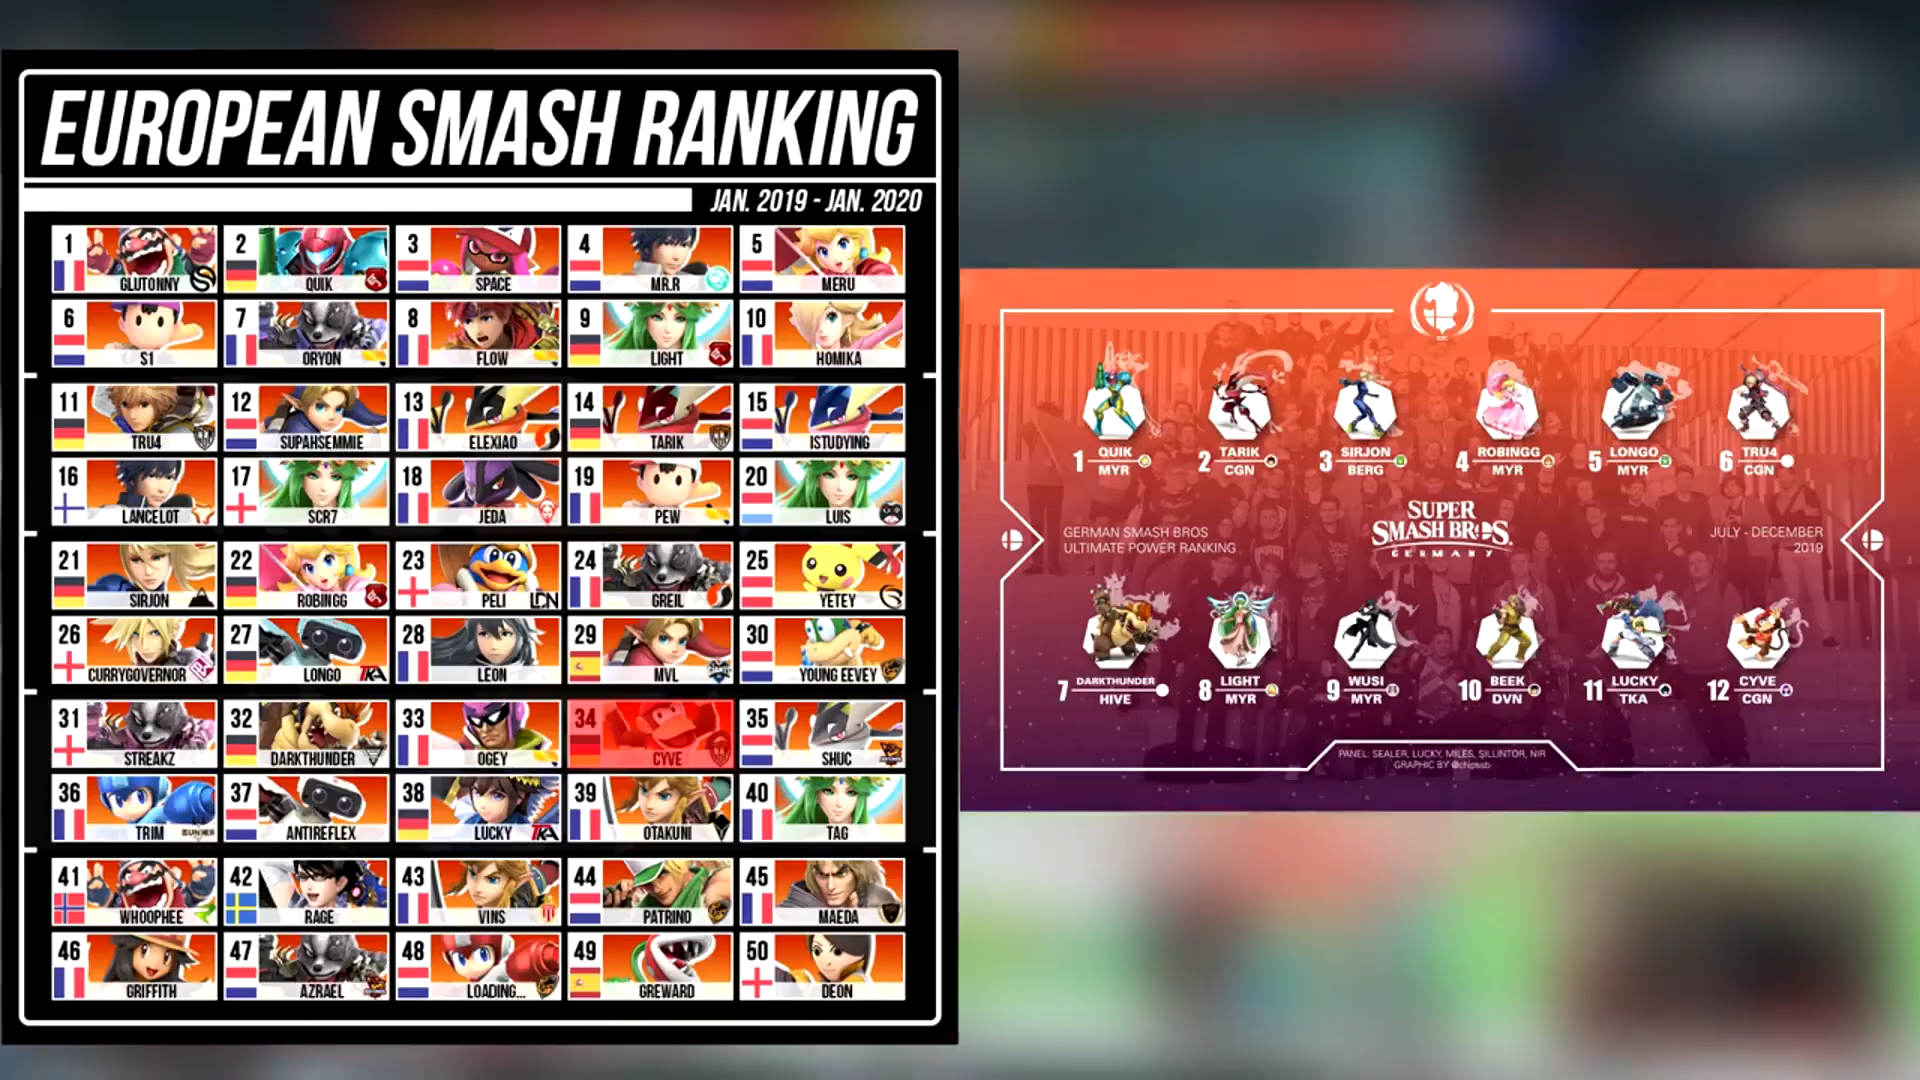 EUROPEAN SMASH RANKING
JAN. 2019 - JAN. 2020
1 GLUTONNY
2 QUIK
3 SPACE
4 MR.R
5 MERU
6 S1
7 ORYON
8 FLOW
9 LIGHT
10 HOMIKA
11 TRU4
12 SUPAHSEMMIE
13 ELEXIAO
14 TARIK
15 ISTUDYING
16 LANCELOT
17 SCR7
18 JEDA
19 PEW
20 LUIS
21 SIRJON
22 ROBINGG
23 PELI LDN
24 GREIL
25 YETEY
26 CURRYGOVERNOR
27 LONGO TKA
28 LEON
29 MVL
30 YOUNG EEVEY
31 STREAKZ
32 DARKTHUNDER
33 OGEY
34 CYVE
35 SHUC
36 TRIM
37 ANTIREFLEX
38 LUCKY TKA
39 OTAKUNI
40 TAG
41 WHOOPHEE
42 RAGE
43 VINS
44 PATRINO
45 MAEDA
46 GRIFFITH
47 AZRAEL
48 LOADING...
49 GREWARD
50 DEON
1 QUIK MYR
2 TARIK CGN
3 SIRJON BERG
4 ROBINGG MYR
5 LONGO MYR
6 TRU4 CGN
GERMAN SMASH BROS
ULTIMATE POWER RANKING
SUPER
SMASH BROS.
GERMANY
JULY - DECEMBER
2019
7 DARKTHUNDER HIVE
8 LIGHT MYR
9 WUSI MYR
10 BEEK DVN
11 LUCKY TKA
12 CYVE CGN
PANEL: SEALER, LUCKY, MILES, SILLINTOR, NIR
GRAPHIC BY @chipssb